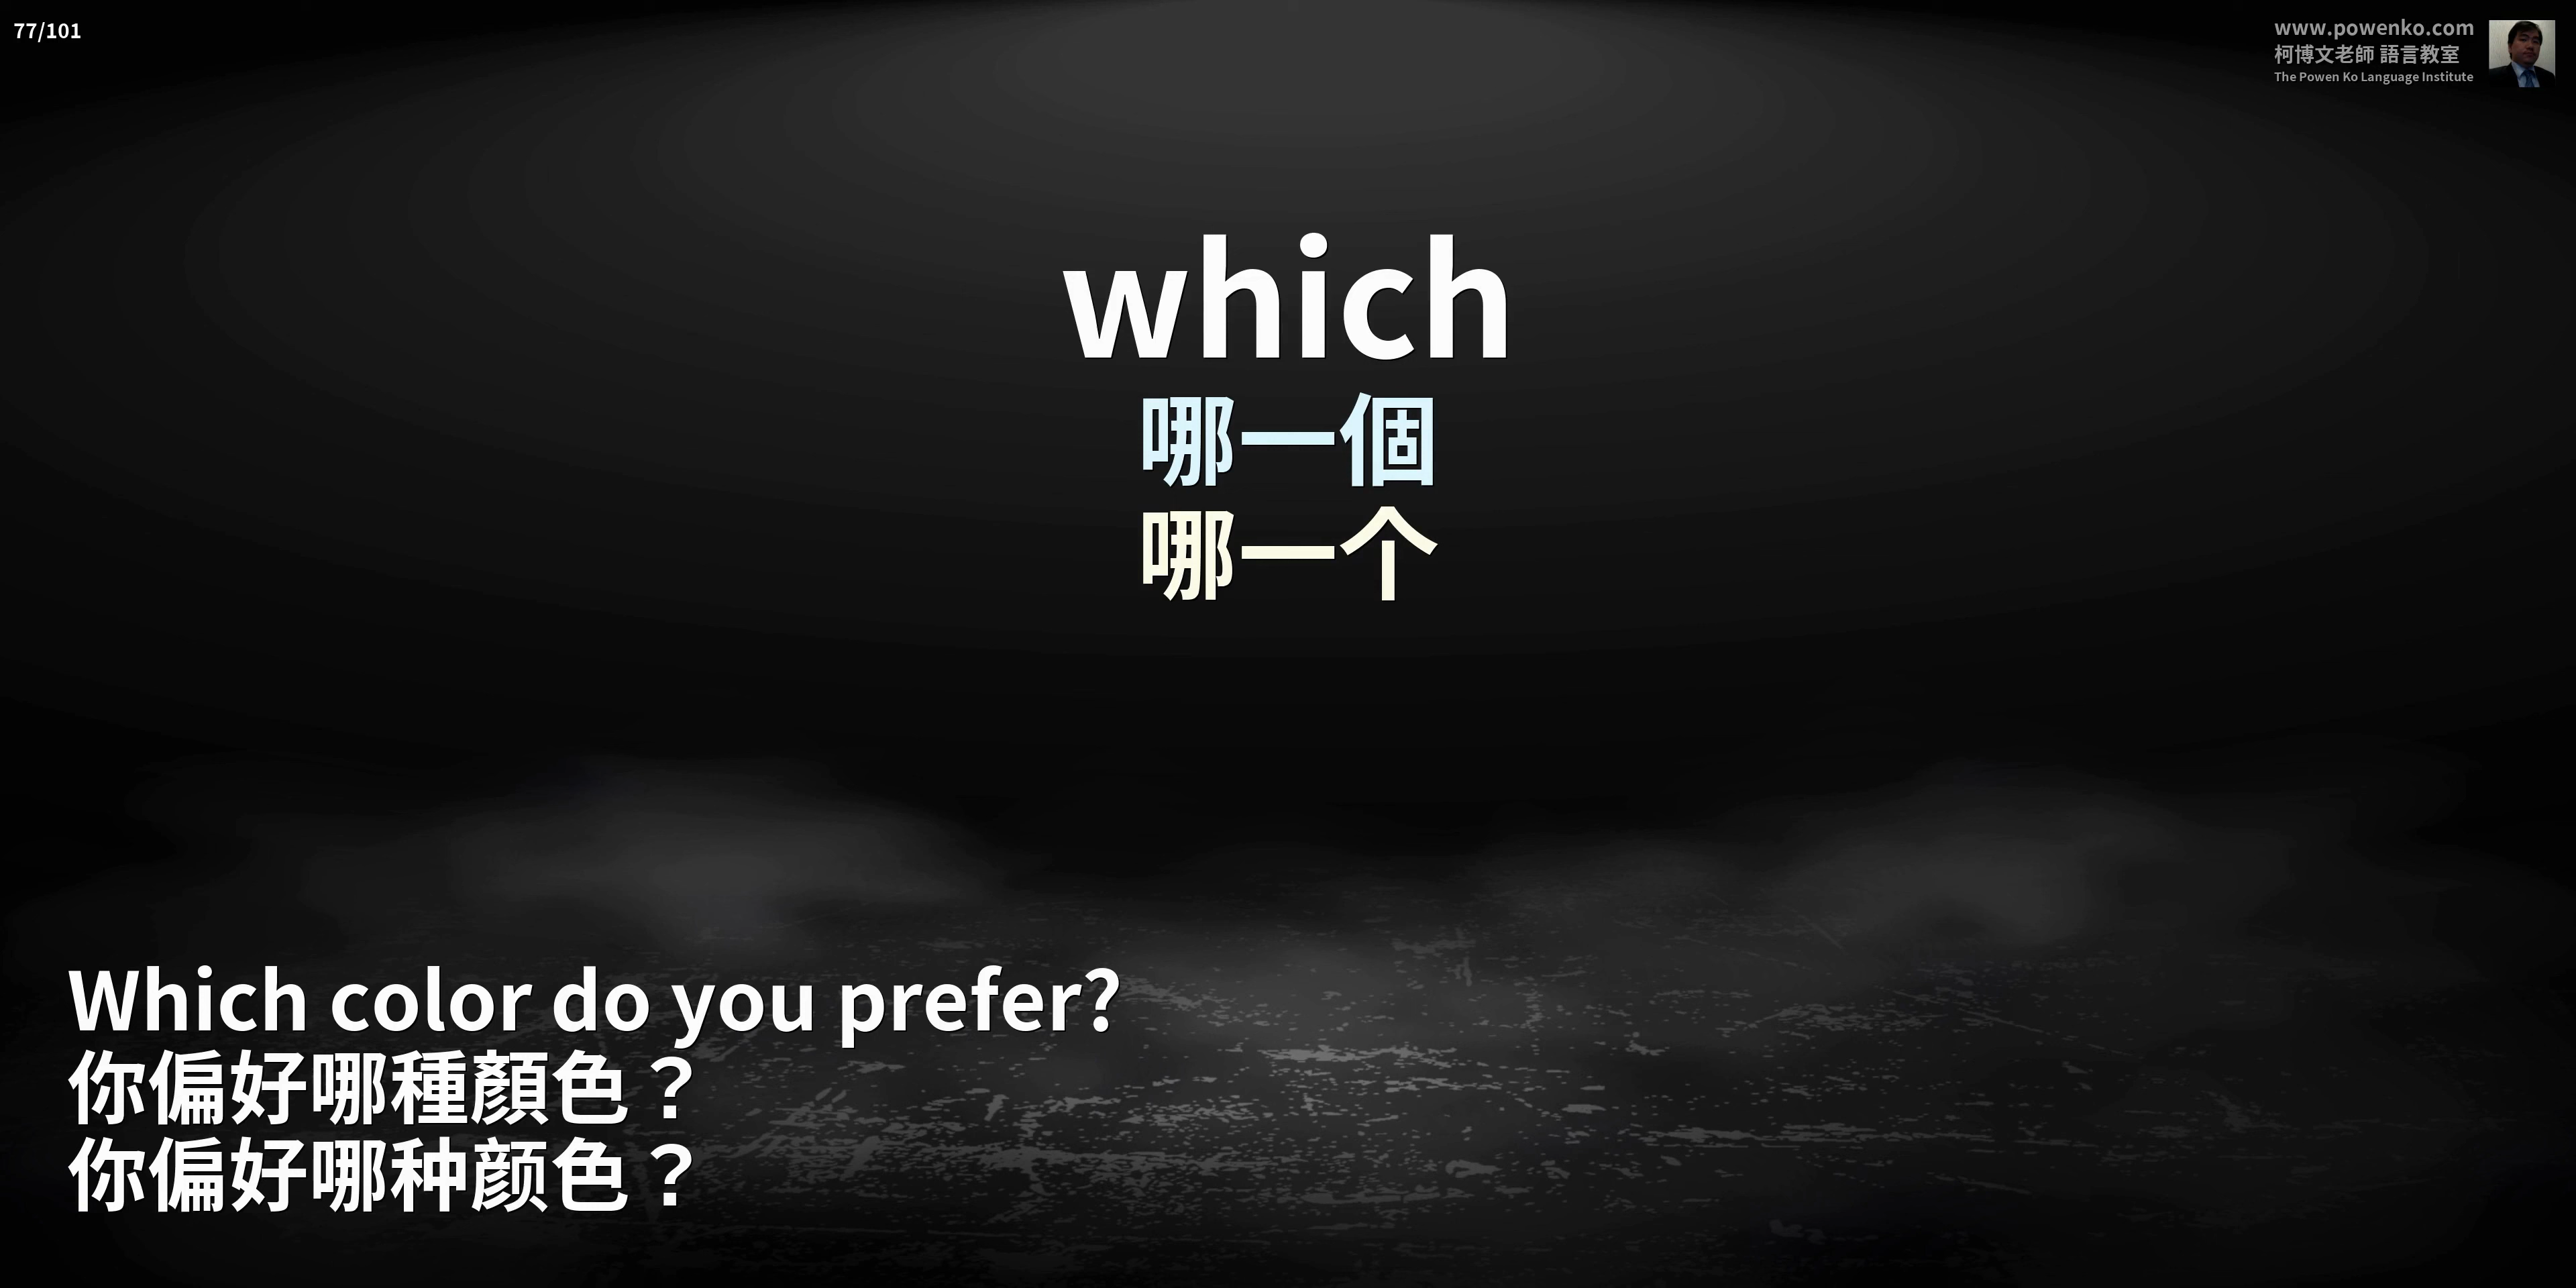 77/101
www.powenko.com
柯博文老師 語言教室
The Powen Ko Language Institute
which
哪一個
哪一个
Which color do you prefer?
你偏好哪種顏色？
你偏好哪种颜色？